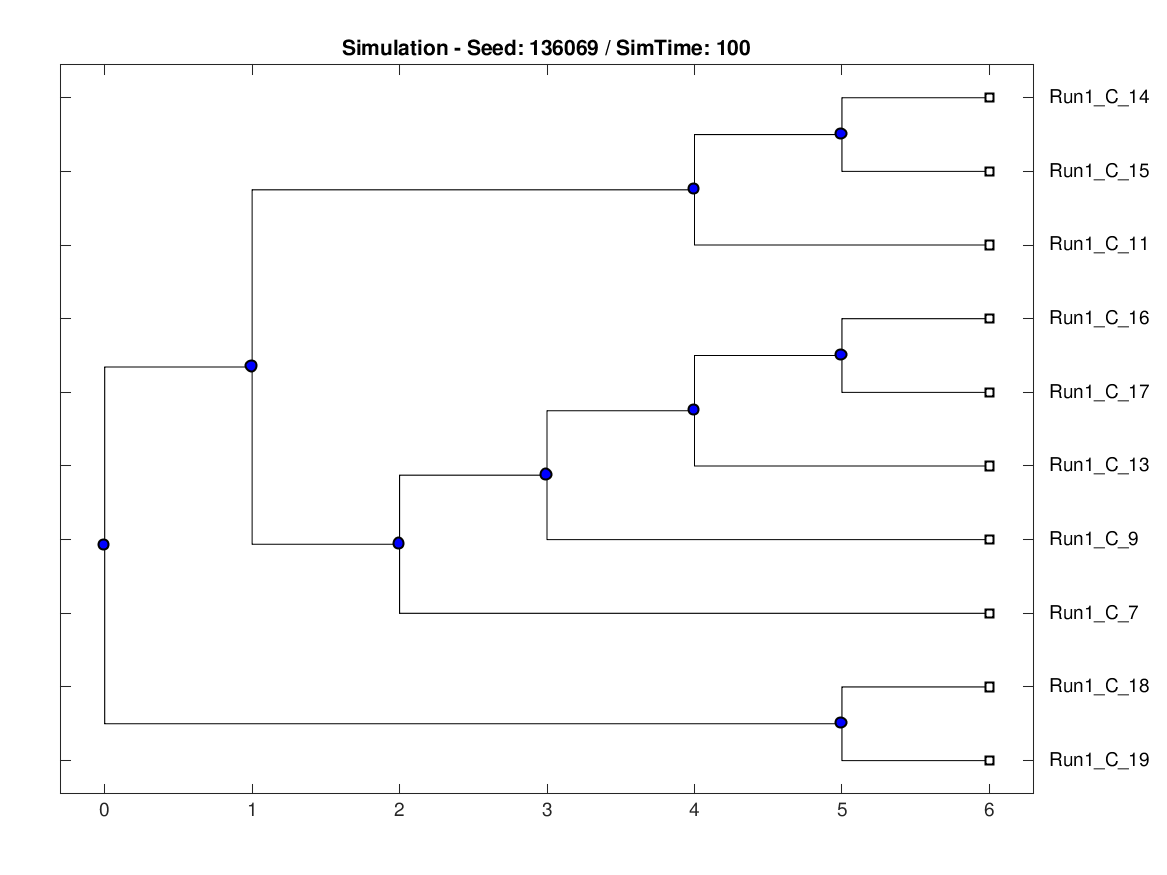 Simulation - Seed: 136069 / SimTime: 100
Run1_C_14
Run1_C_15
Run1_C_11
Run1_C_16
Run1_C_17
Run1_C_13
Run1_C_9
Run1_C_7
Run1_C_18
Run1_C_19
0 1 2 3 4 5 6